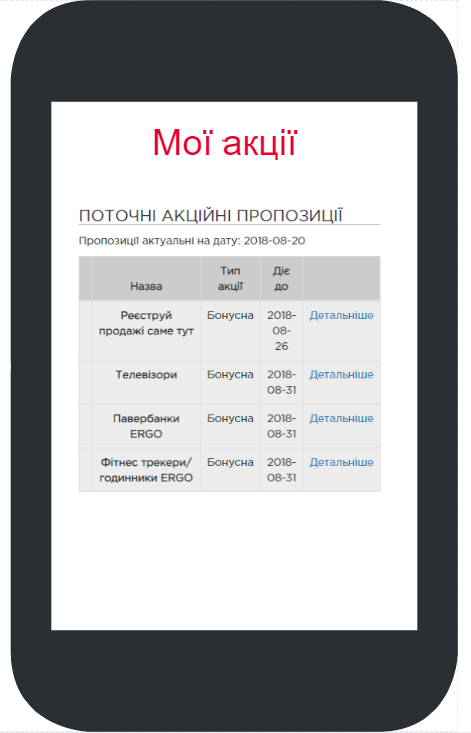 Мої акції
ПОТОЧНІ АКЦІЙНІ ПРОПОЗИЦІЇ
Пропозиції актуальні на дату: 2018-08-20
Назва
Тип
акції
Діє
до
Реєструй
продажі саме тут
Бонусна
2018-
08-
26
Детальніше
Телевізори
Бонусна
2018-
08-31
Детальніше
Павербанки
ERGO
Бонусна
2018-
08-31
Детальніше
Фітнес трекери/
годинники ERGO
Бонусна
2018-
08-31
Детальніше